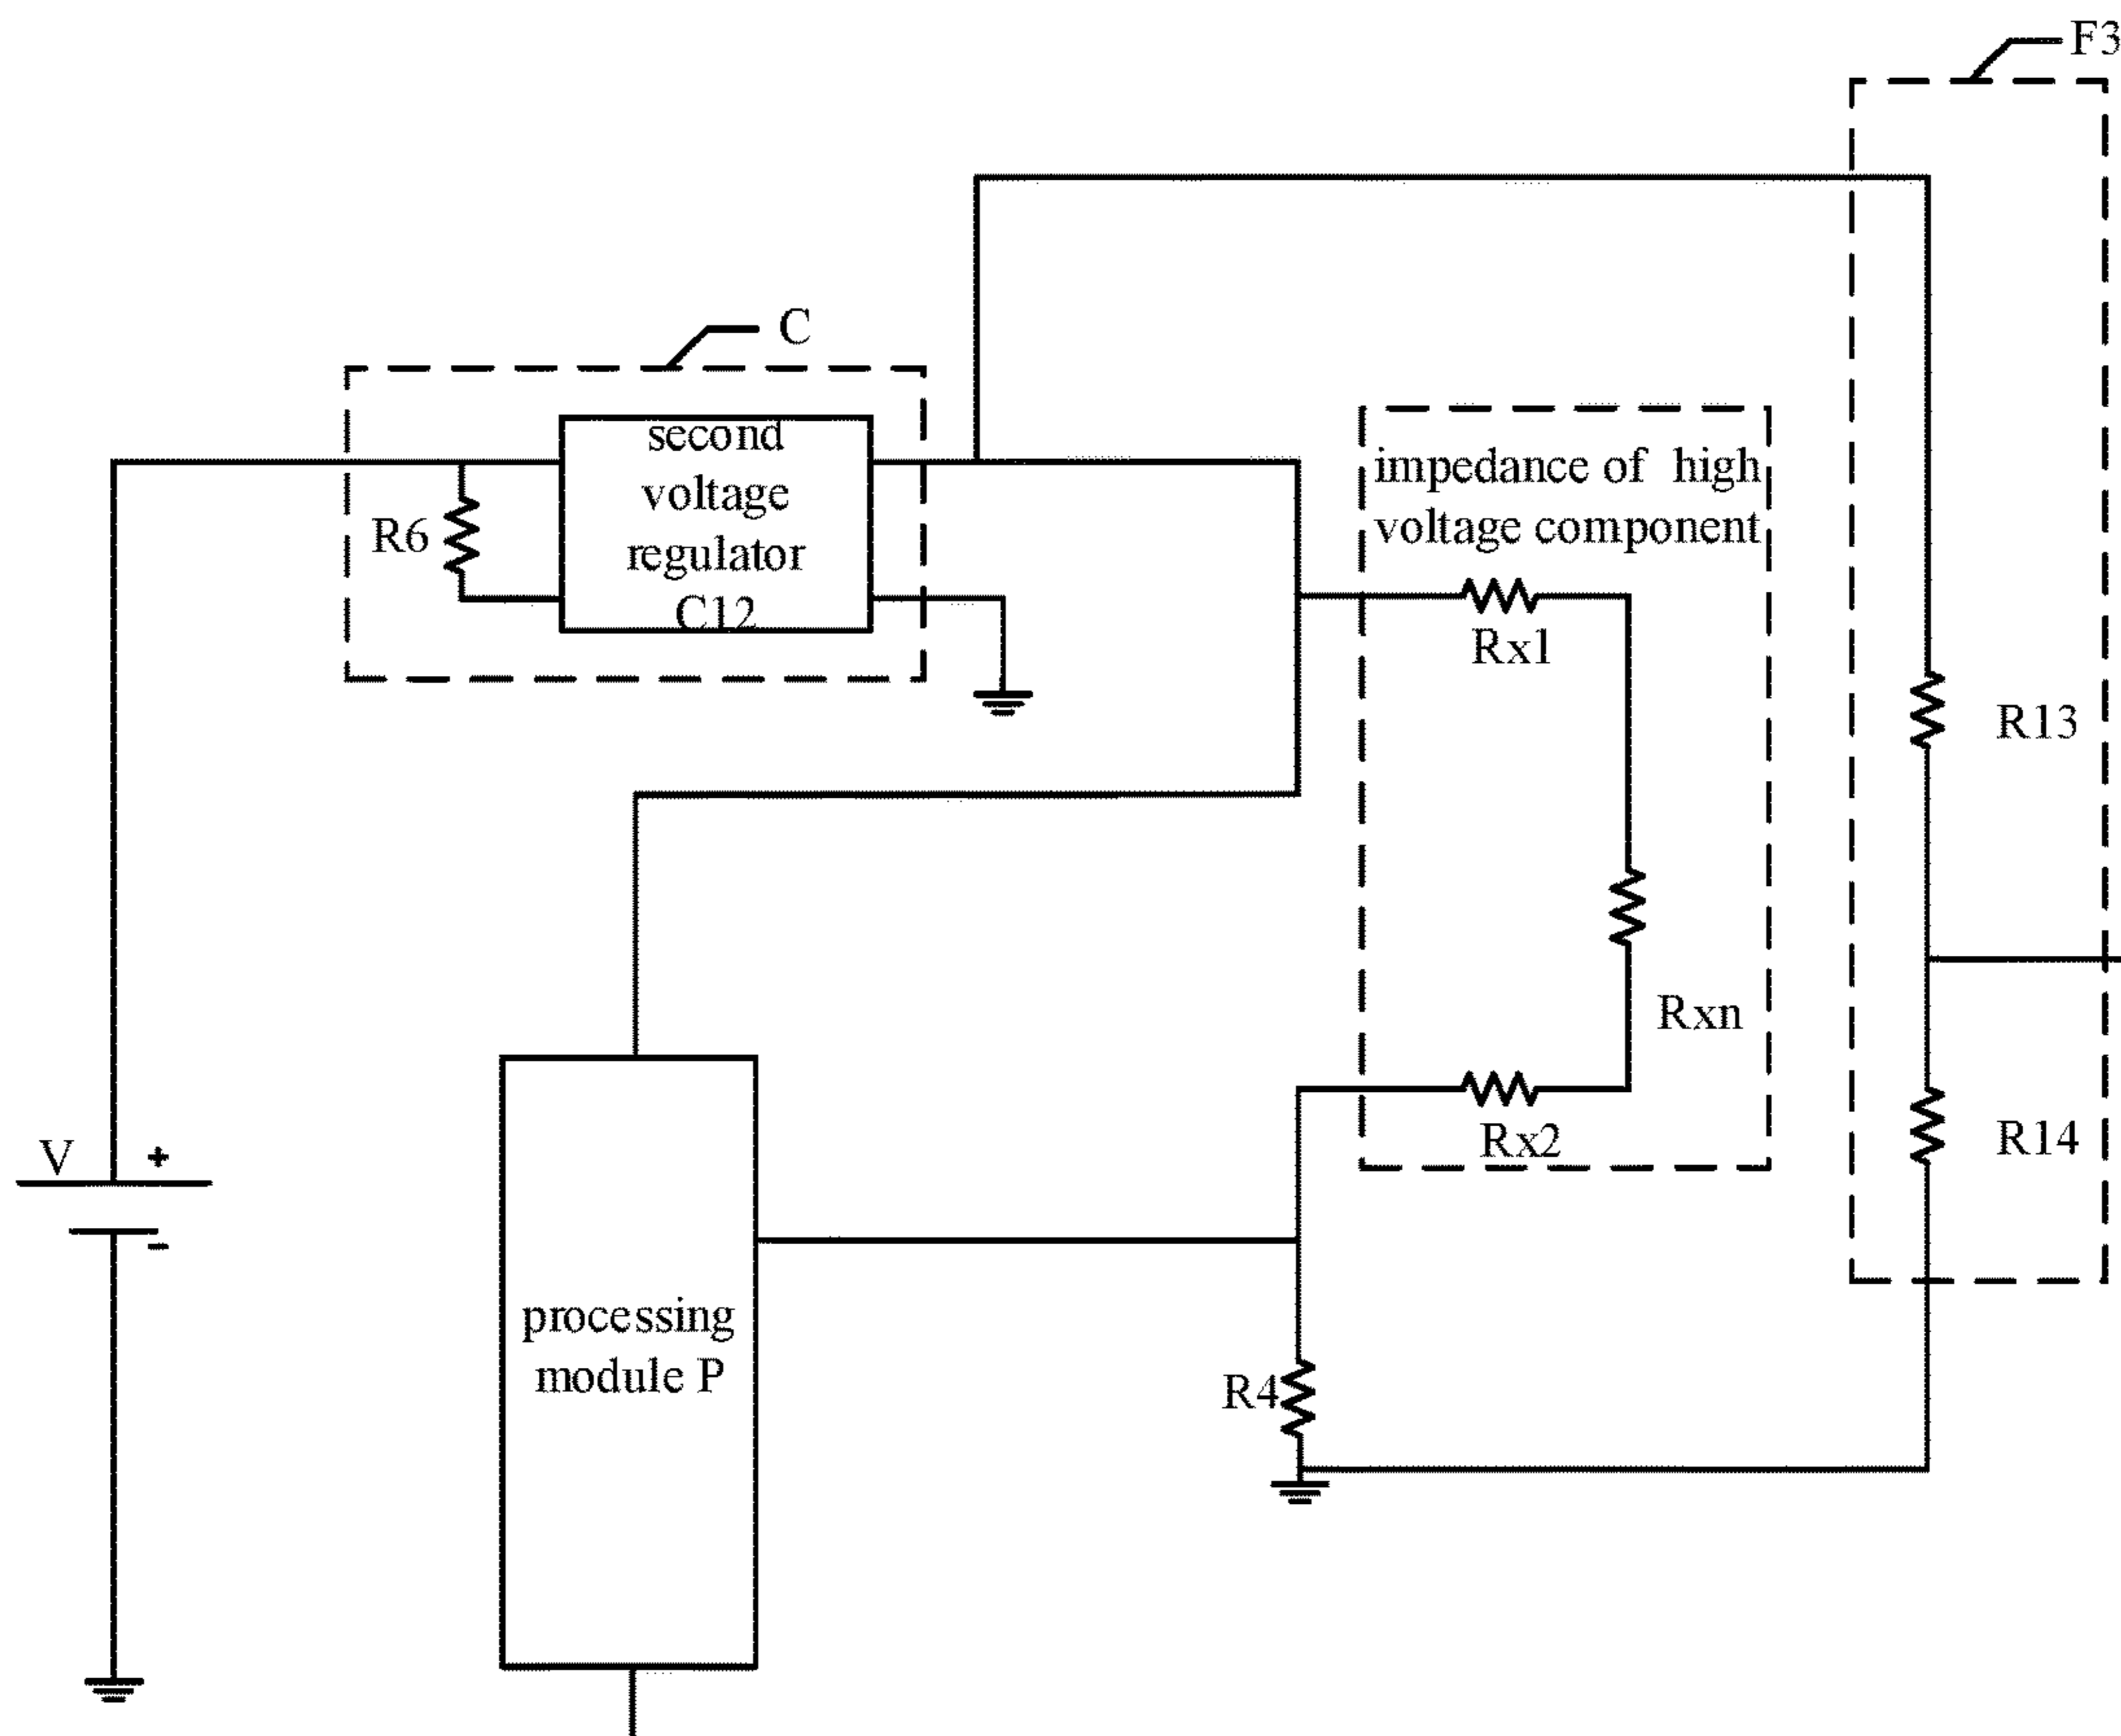 F3
C
second
voltage
regulator
C12
R6
impedance of high
voltage component
Rx1
R13
Rxn
Rx2
R14
V
+
-
processing
module P
R4